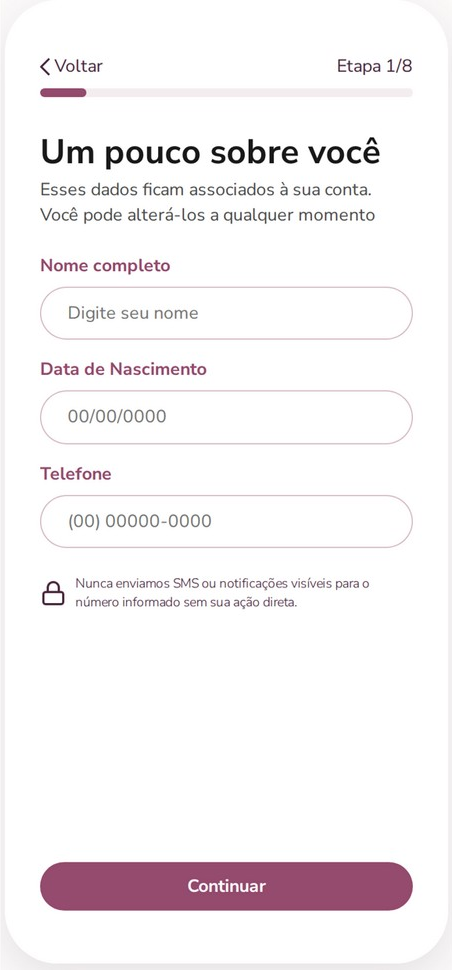 Voltar
Etapa 1/8
Um pouco sobre você
Esses dados ficam associados à sua conta.
Você pode alterá-los a qualquer momento
Nome completo
Digite seu nome
Data de Nascimento
00/00/0000
Telefone
(00) 00000-0000
Nunca enviamos SMS ou notificações visíveis para o
número informado sem sua ação direta.
Continuar